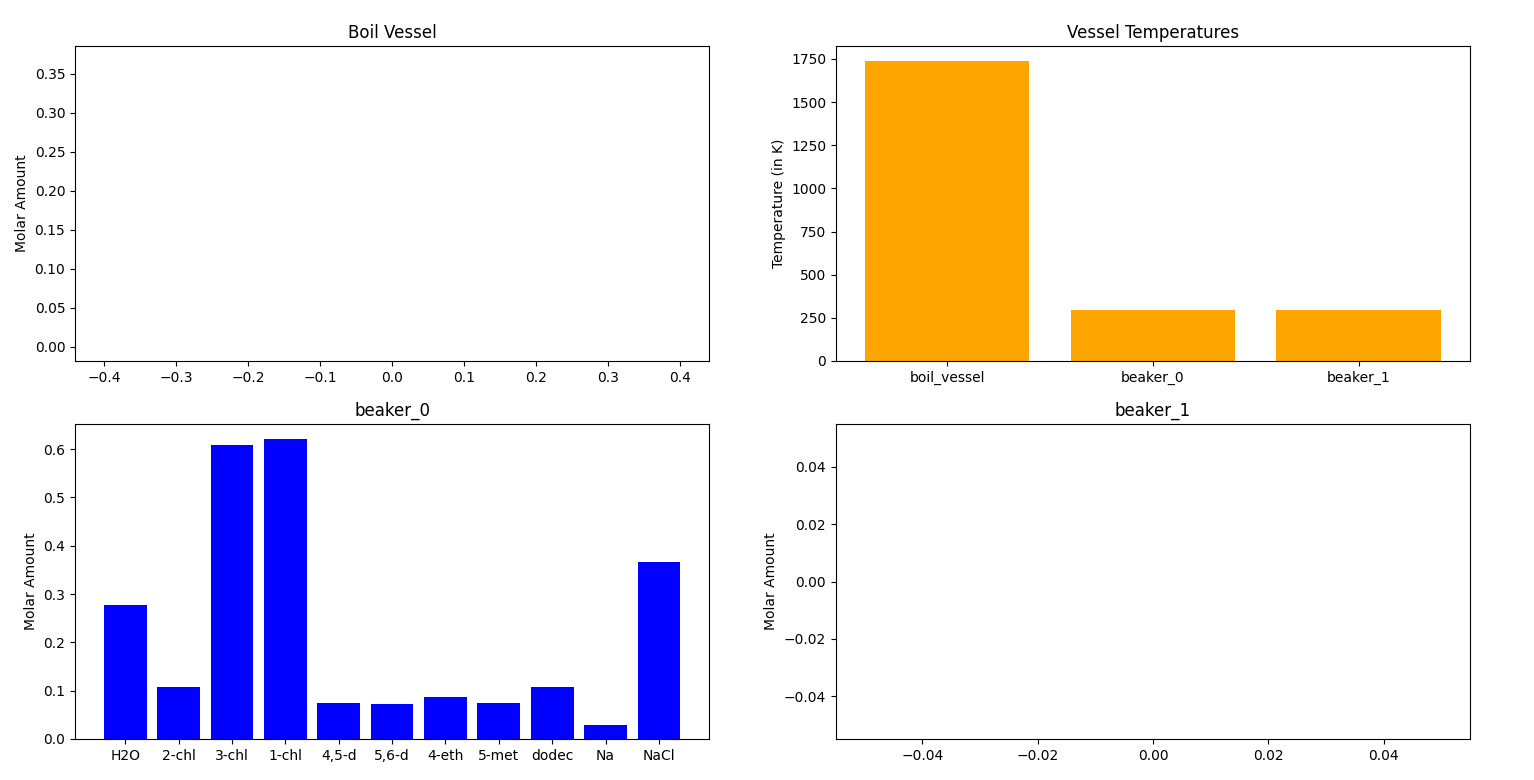 Boil Vessel
Molar Amount
0.35
0.30
0.25
0.20
0.15
0.10
0.05
0.00
−0.4 −0.3 −0.2 −0.1 0.0 0.1 0.2 0.3 0.4
Vessel Temperatures
Temperature (in K)
1750
1500
1250
1000
750
500
250
0
boil_vessel beaker_0 beaker_1
beaker_0
Molar Amount
0.6
0.5
0.4
0.3
0.2
0.1
0.0
H2O 2-chl 3-chl 1-chl 4,5-d 5,6-d 4-eth 5-met dodec Na NaCl
beaker_1
Molar Amount
0.04
0.02
0.00
−0.02
−0.04
−0.04 −0.02 0.00 0.02 0.04